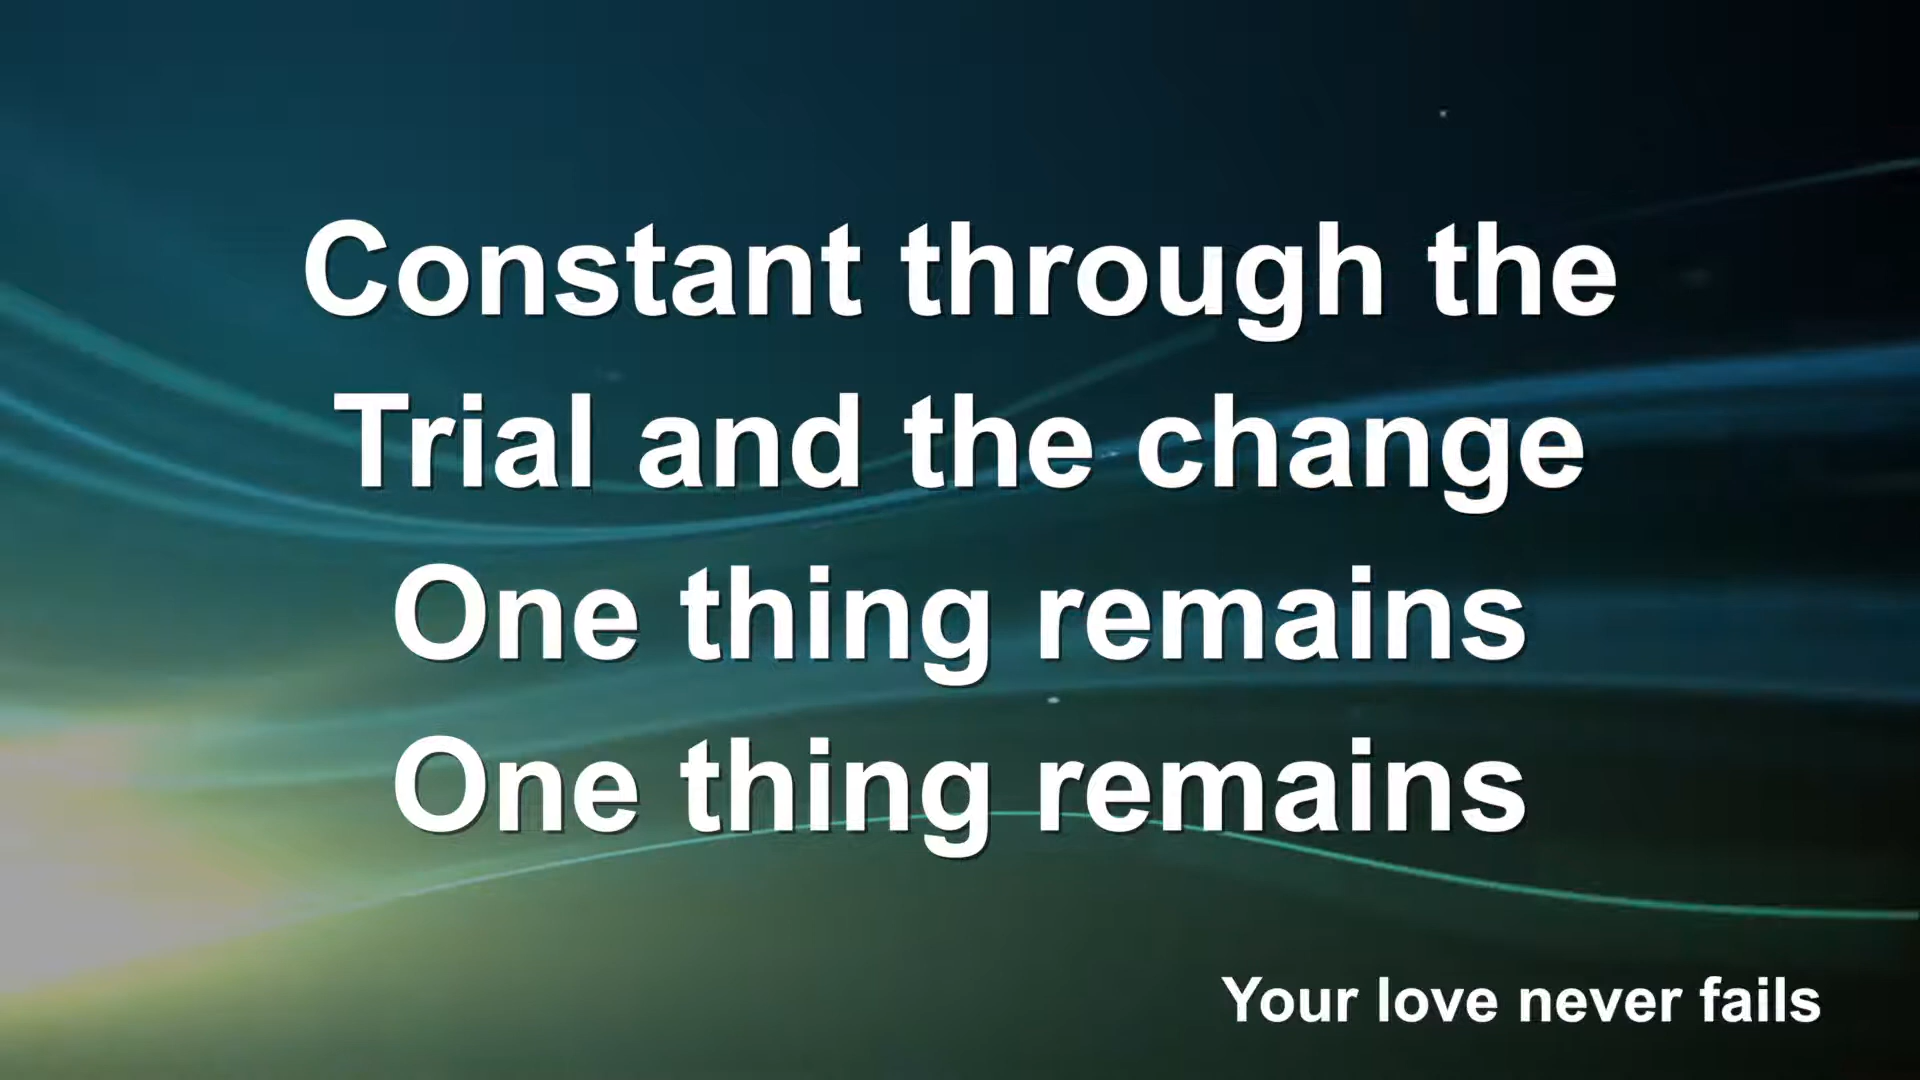 Constant through the
Trial and the change
One thing remains
One thing remains
Your love never fails